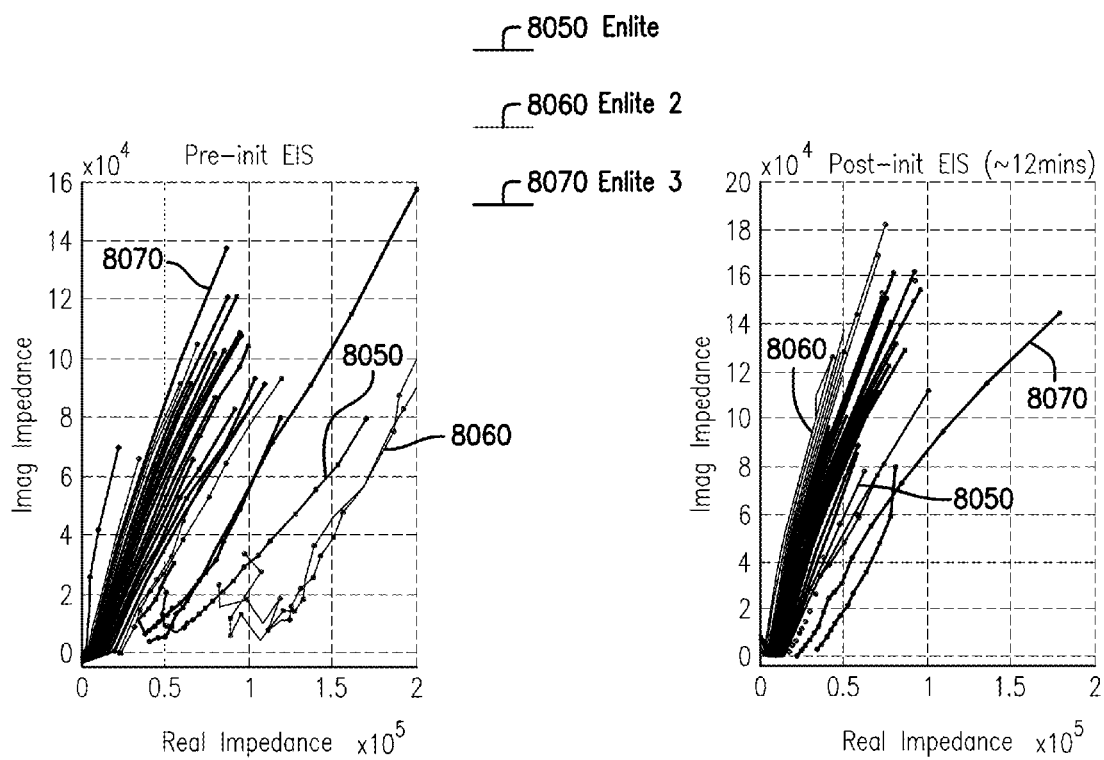 8050 Enlite
8060 Enlite 2
8070 Enlite 3
x10^4 Pre-init EIS
16
14
12
10
8
6
4
2
0
Imag Impedance
8070
8050
8060
0 0.5 1 1.5 2
Real Impedance x10^5
x10^4 Post-init EIS (~12mins)
20
18
16
14
12
10
8
6
4
2
0
Imag Impedance
8060
8070
8050
0 0.5 1 1.5 2
Real Impedance x10^5